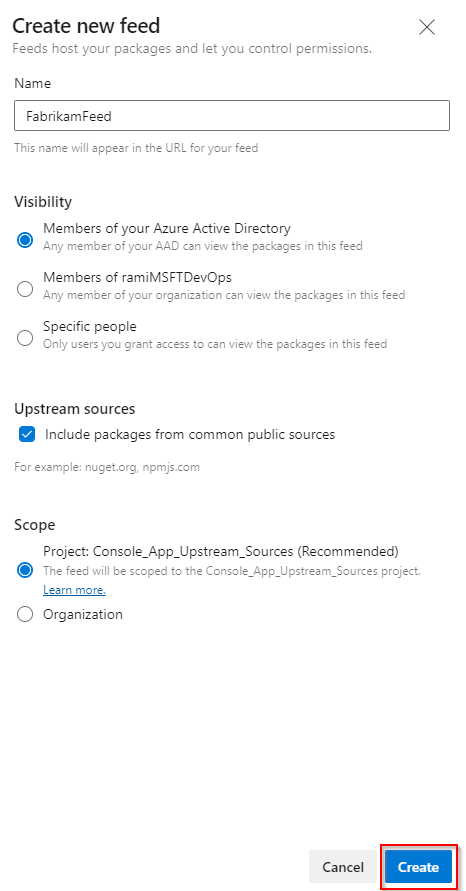 Create new feed
Feeds host your packages and let you control permissions.
Name
FabrikamFeed
This name will appear in the URL for your feed
Visibility
Members of your Azure Active Directory
Any member of your AAD can view the packages in this feed
Members of ramiMSFTDevOps
Any member of your organization can view the packages in this feed
Specific people
Only users you grant access to can view the packages in this feed
Upstream sources
Include packages from common public sources
For example: nuget.org, npmjs.com
Scope
Project: Console_App_Upstream_Sources (Recommended)
The feed will be scoped to the Console_App_Upstream_Sources project.
Learn more.
Organization
Cancel
Create